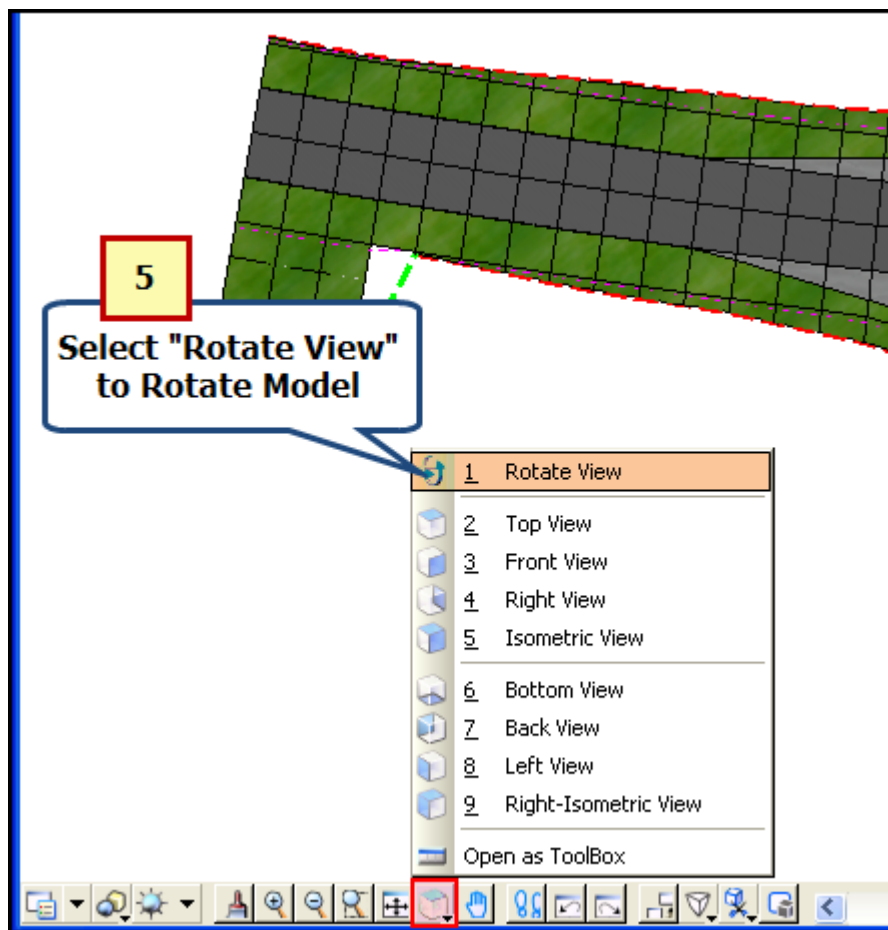 5
Select "Rotate View"
to Rotate Model
1 Rotate View
2 Top View
3 Front View
4 Right View
5 Isometric View
6 Bottom View
7 Back View
8 Left View
9 Right-Isometric View
Open as ToolBox